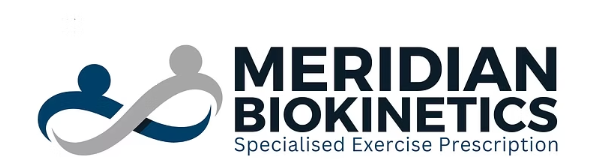 MERIDIAN
BIOKINETICS
Specialised Exercise Prescription